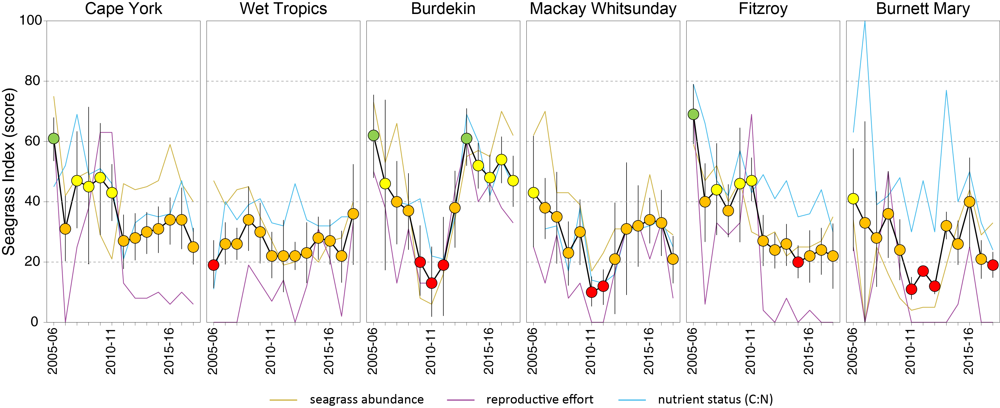 Cape York Wet Tropics Burdekin Mackay Whitsunday Fitzroy Burnett Mary
Seagrass Index (score)
100
80
60
40
20
0
2005-06 2010-11 2015-16 2005-06 2010-11 2015-16 2005-06 2010-11 2015-16 2005-06 2010-11 2015-16 2005-06 2010-11 2015-16 2005-06 2010-11 2015-16
seagrass abundance reproductive effort nutrient status (C:N)